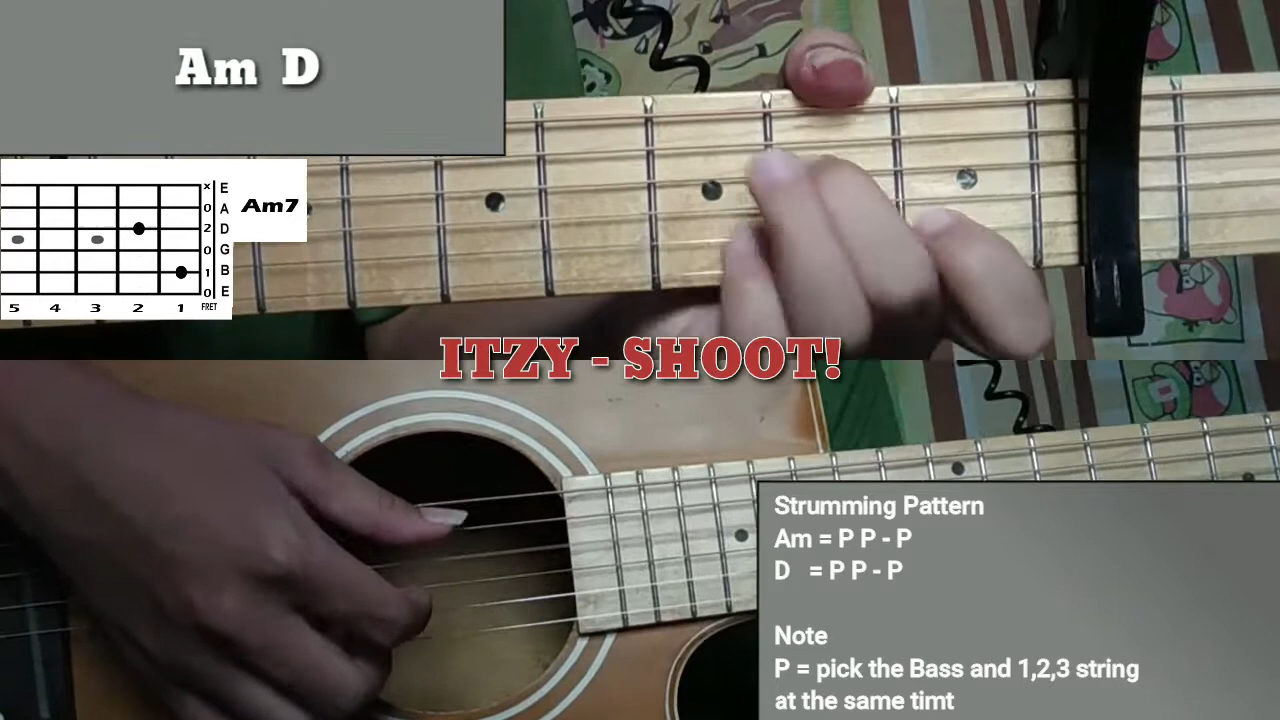 Am D
x E
0 A
2 D
0 G
1 B
0 E
Am7
5 4 3 2 1 FRET
ITZY - SHOOT!
Strumming Pattern
Am = P P - P
D = P P - P
Note
P = pick the Bass and 1,2,3 string
at the same timt